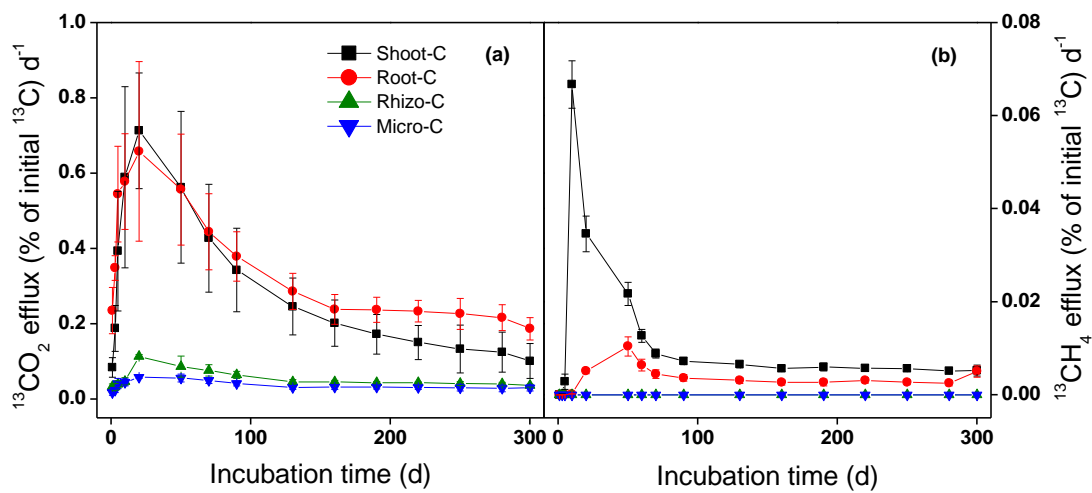 (a)
Shoot-C
Root-C
Rhizo-C
Micro-C
¹³CO₂ efflux (% of initial ¹³C) d⁻¹
1.0
0.8
0.6
0.4
0.2
0.0
0 100 200 300
Incubation time (d)
(b)
0.08
0.06
0.04
0.02
0.00
¹³CH₄ efflux (% of initial ¹³C) d⁻¹
0 100 200 300
Incubation time (d)